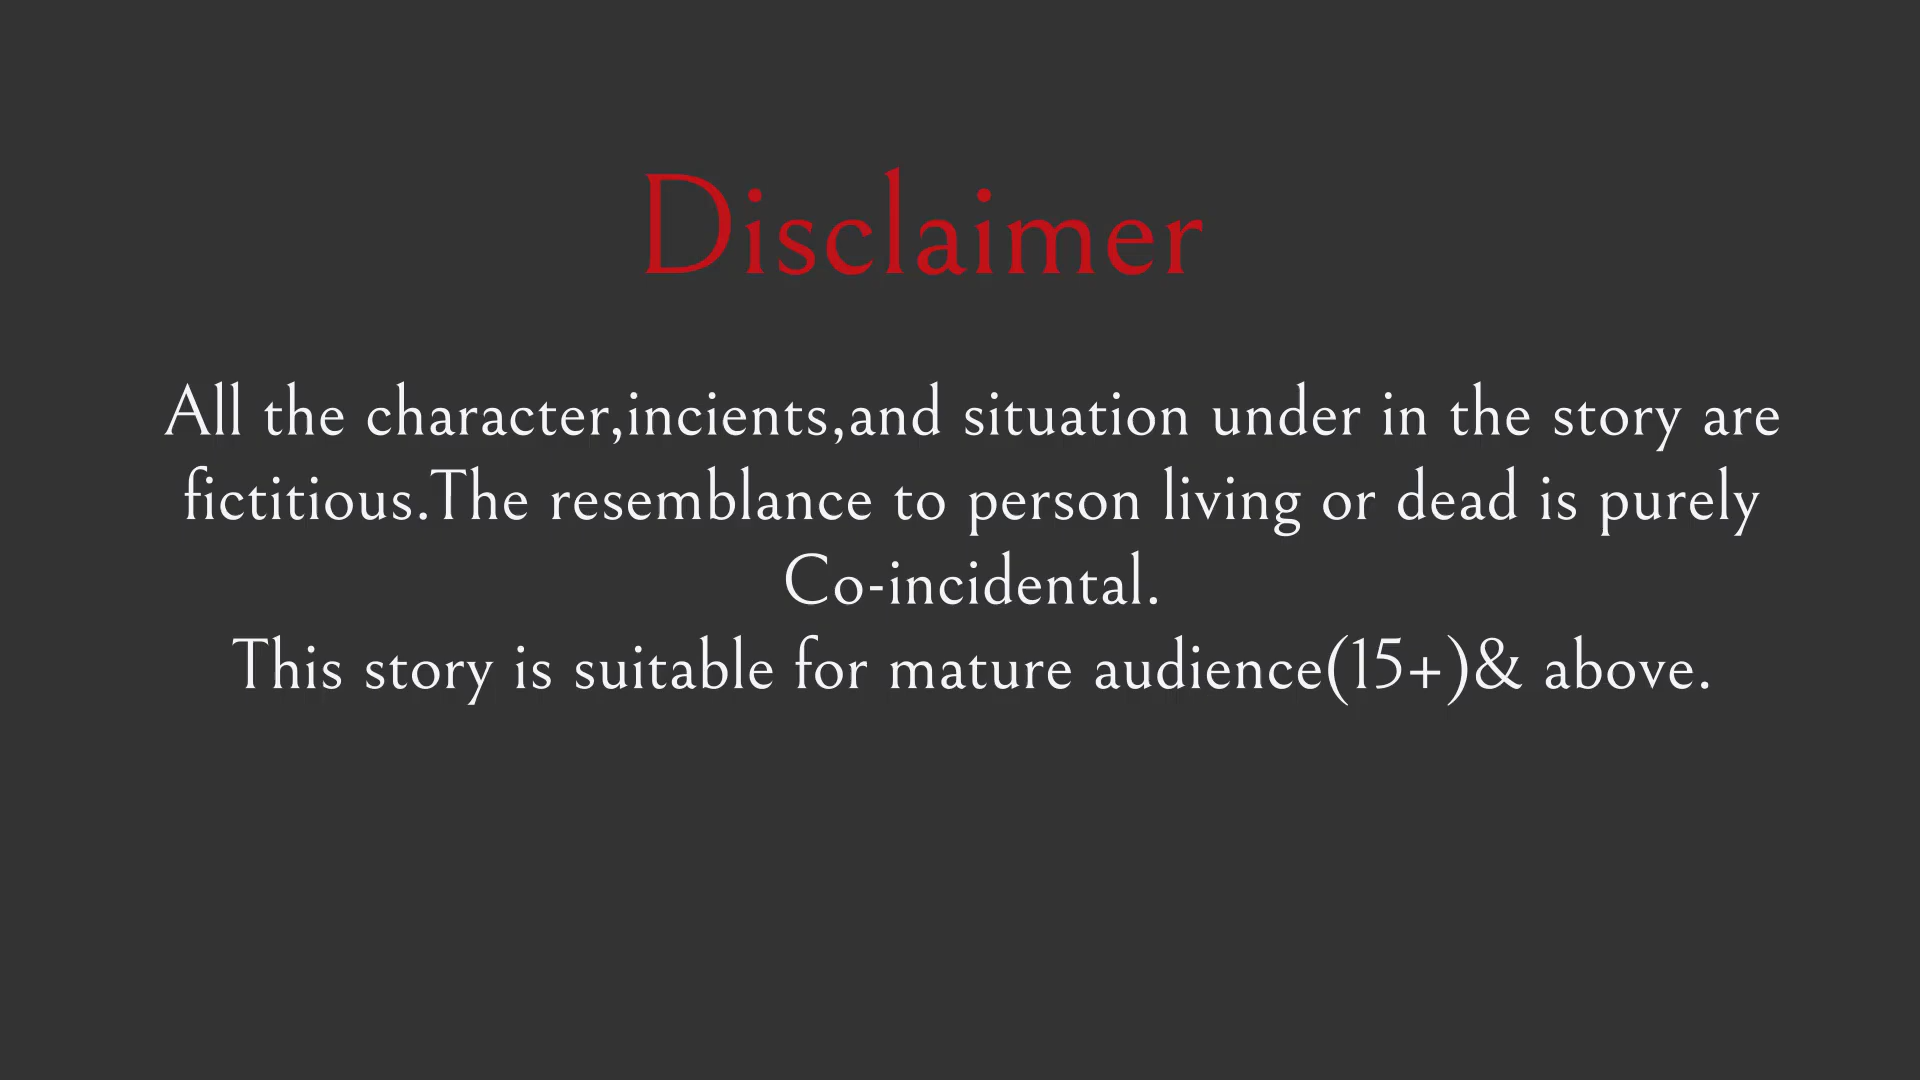 Disclaimer
All the character,incients,and situation under in the story are
fictitious.The resemblance to person living or dead is purely
Co-incidental.
This story is suitable for mature audience(15+)& above.